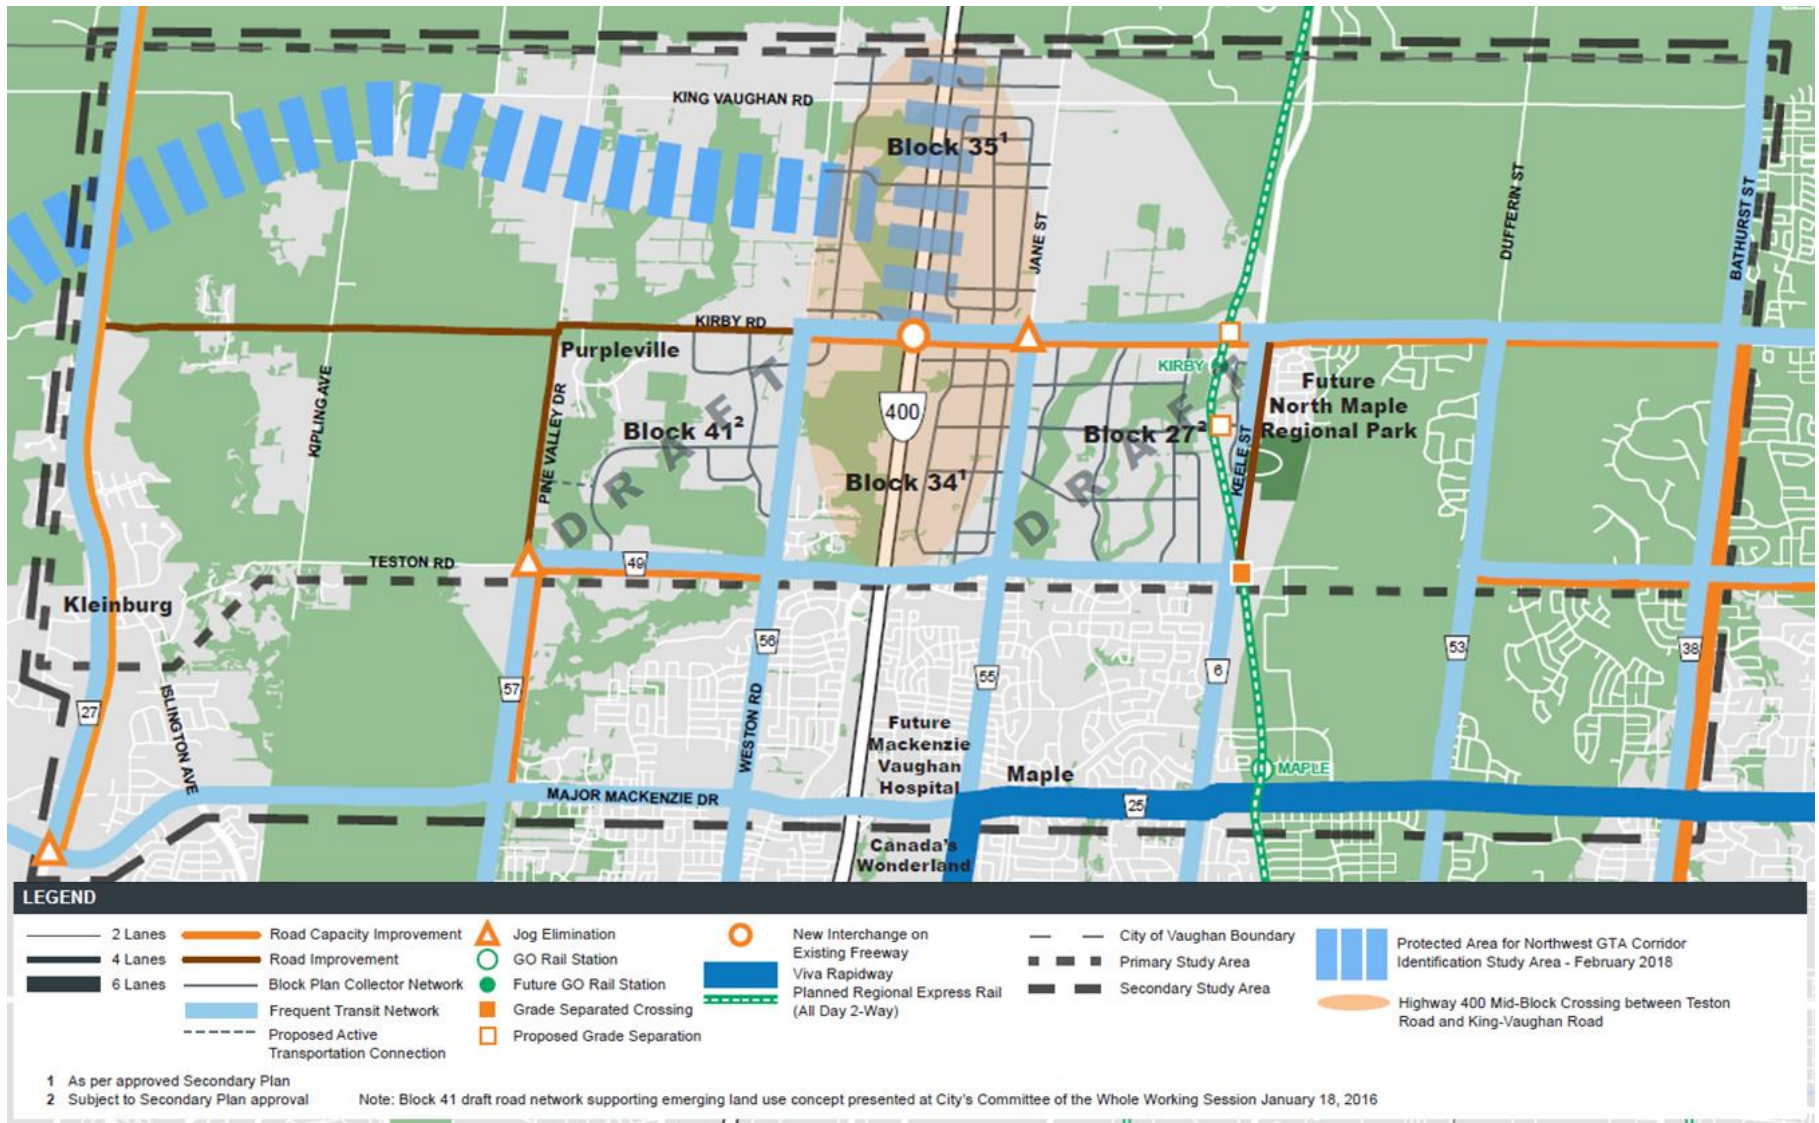 KING VAUGHAN RD
Block 35¹
JANE ST
DUFFERIN ST
BATHURST ST
KIRBY RD
Purpleville
KIRBY
Future
North Maple
Regional Park
KIPLING AVE
PINE VALLEY DR
400
Block 41²
DRAFT
Block 27²
DRAFT
KEELE ST
Block 34¹
TESTON RD
49
Kleinburg
56
53
38
6
55
57
27
ISLINGTON AVE
WESTON RD
Future
Mackenzie
Vaughan
Hospital
Maple
MAPLE
MAJOR MACKENZIE DR
25
Canada's
Wonderland
LEGEND
2 Lanes
4 Lanes
6 Lanes
Road Capacity Improvement
Road Improvement
Block Plan Collector Network
Frequent Transit Network
Proposed Active
Transportation Connection
Jog Elimination
GO Rail Station
Future GO Rail Station
Grade Separated Crossing
Proposed Grade Separation
New Interchange on
Existing Freeway
Viva Rapidway
Planned Regional Express Rail
(All Day 2-Way)
City of Vaughan Boundary
Primary Study Area
Secondary Study Area
Protected Area for Northwest GTA Corridor
Identification Study Area - February 2018
Highway 400 Mid-Block Crossing between Teston
Road and King-Vaughan Road
1 As per approved Secondary Plan
2 Subject to Secondary Plan approval
Note: Block 41 draft road network supporting emerging land use concept presented at City's Committee of the Whole Working Session January 18, 2016